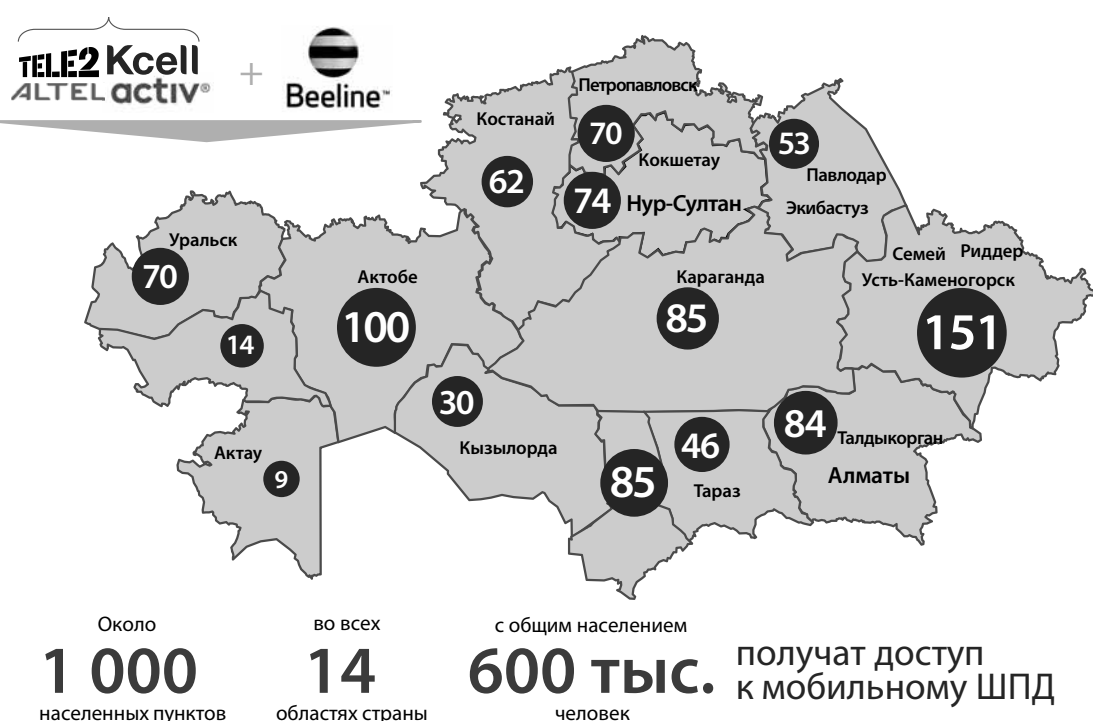 TELE2 Kcell
ALTEL activ®
+
Beeline™
Петропавловск
70
Костанай
62
Кокшетау
74
Нур-Султан
53
Павлодар
Экибастуз
Уральск
70
Актобе
100
Караганда
85
Семей
Риддер
Усть-Каменогорск
151
14
30
Кызылорда
Актау
9
85
46
Тараз
84
Талдыкорган
Алматы
Около
1 000
населенных пунктов
во всех
14
областях страны
с общим населением
600 тыс.
человек
получат доступ
к мобильному ШПД